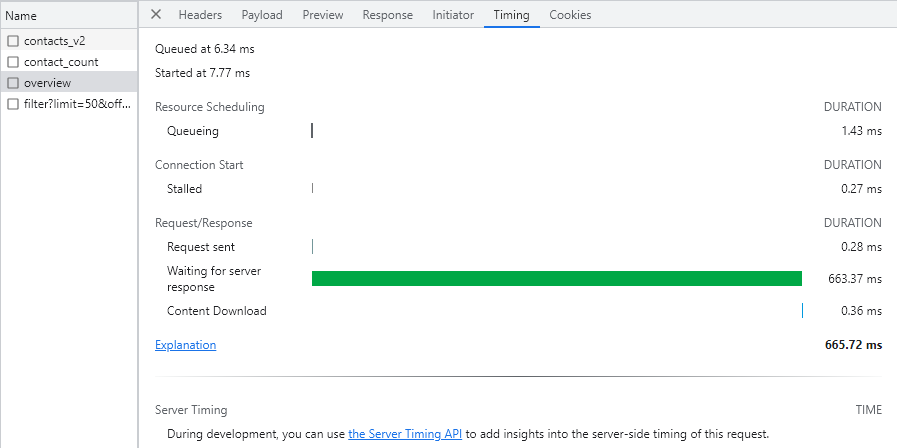 Name
Headers Payload Preview Response Initiator Timing Cookies
contacts_v2
contact_count
overview
filter?limit=50&off...
Queued at 6.34 ms
Started at 7.77 ms
Resource Scheduling DURATION
Queueing 1.43 ms
Connection Start DURATION
Stalled 0.27 ms
Request/Response DURATION
Request sent 0.28 ms
Waiting for server
response 663.37 ms
Content Download 0.36 ms
Explanation 665.72 ms
Server Timing TIME
During development, you can use the Server Timing API to add insights into the server-side timing of this request.